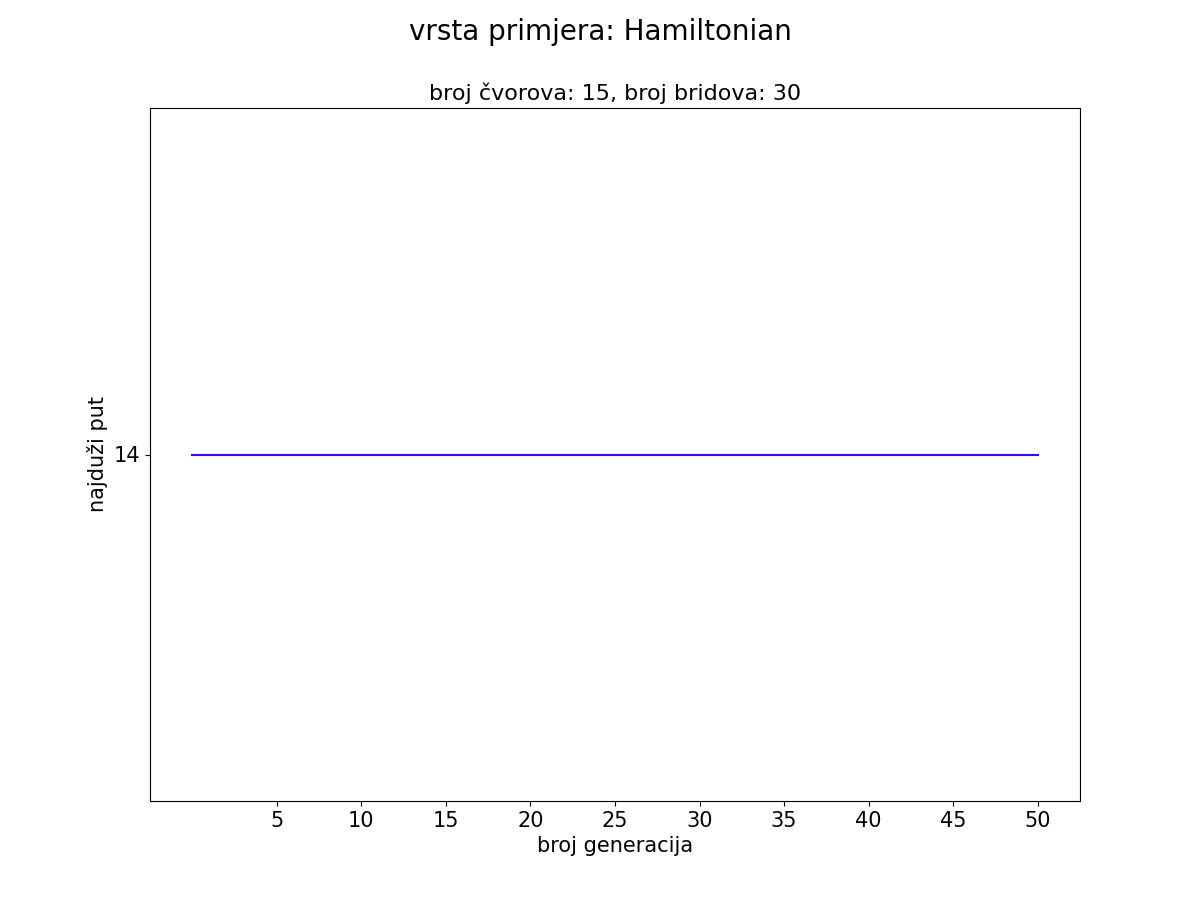 vrsta primjera: Hamiltonian
broj čvorova: 15, broj bridova: 30
najduži put
14
5 10 15 20 25 30 35 40 45 50
broj generacija